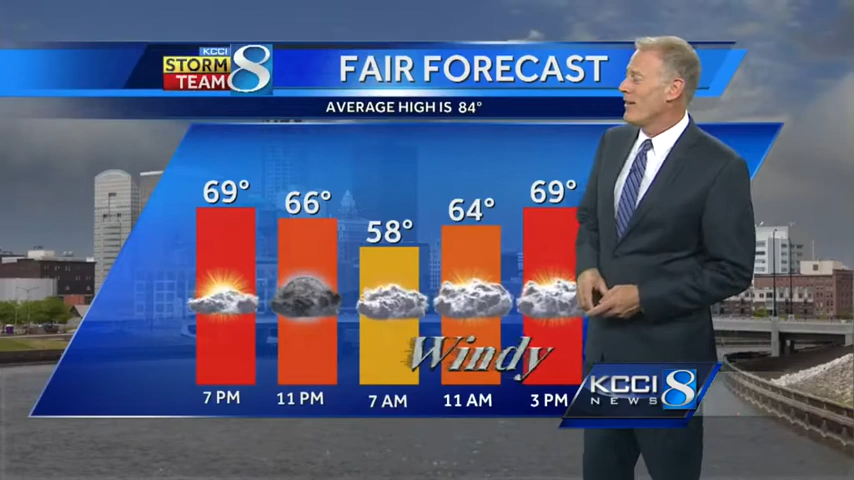 KCCI
STORM
TEAM 8
FAIR FORECAST
AVERAGE HIGH IS 84°
69° 66° 58° 64° 69°
Windy
7 PM 11 PM 7 AM 11 AM 3 PM
KCCI 8
NEWS